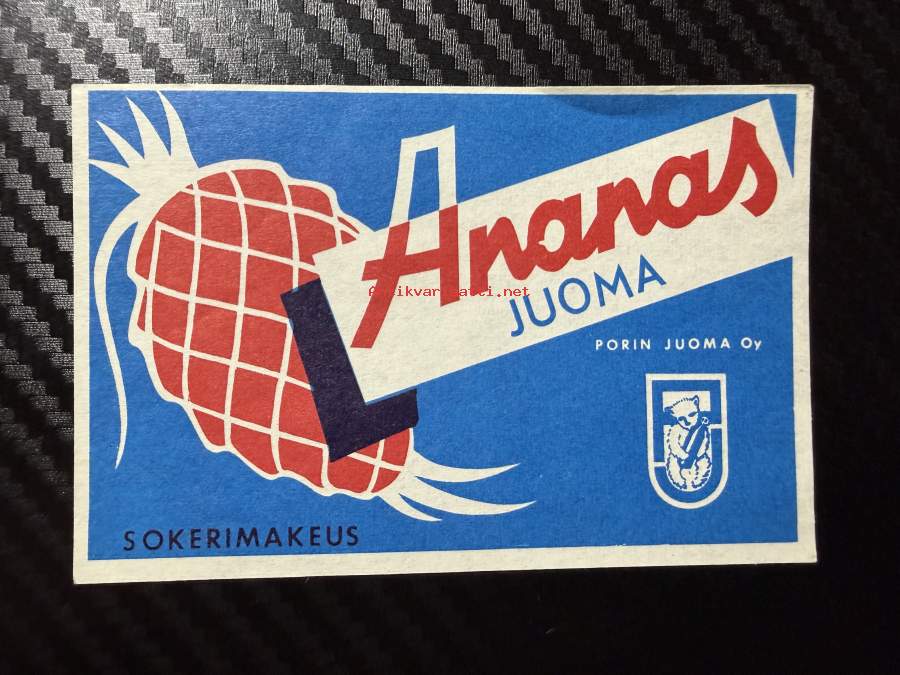 Ananas
JUOMA
PORIN JUOMA Oy
SOKERIMAKEUS